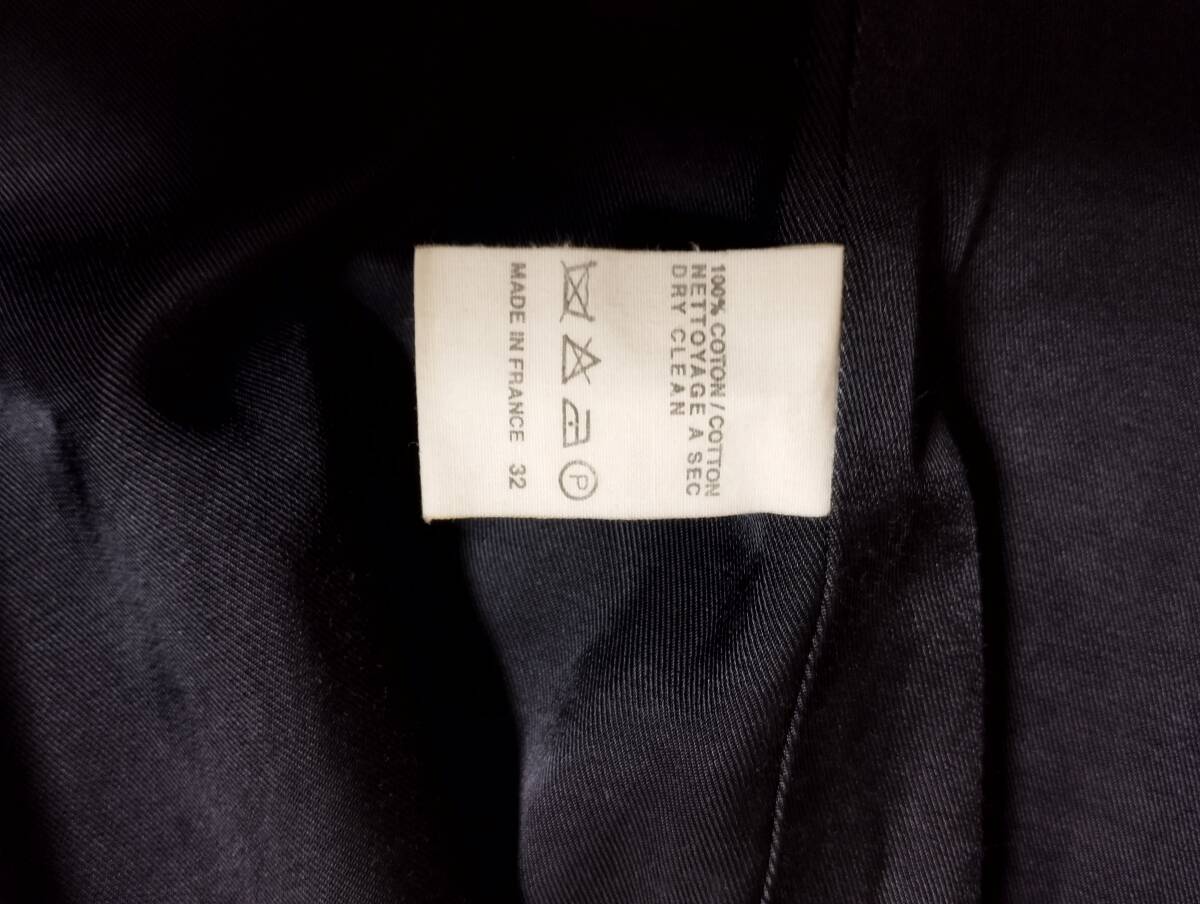 100% COTON / COTTON
NETTOYAGE A SEC
DRY CLEAN
P
MADE IN FRANCE 32